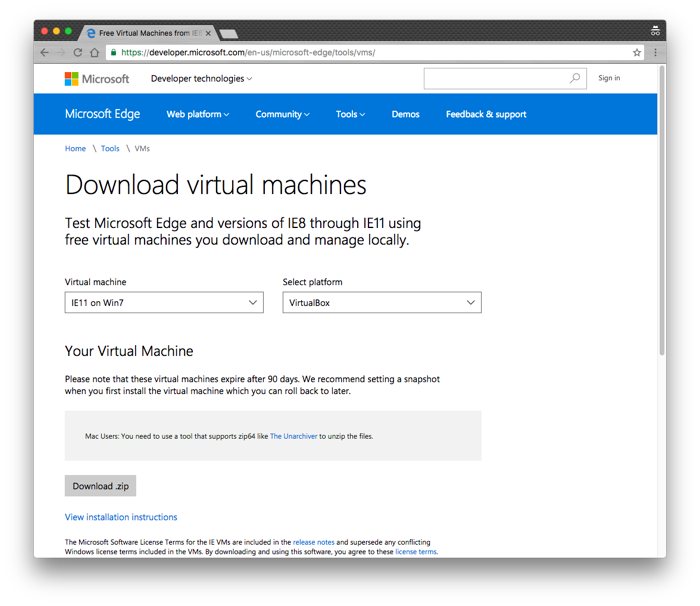 Free Virtual Machines from IE8
https://developer.microsoft.com/en-us/microsoft-edge/tools/vms/
Microsoft Developer technologies Sign in
Microsoft Edge Web platform Community Tools Demos Feedback & support
Home \ Tools \ VMs
Download virtual machines
Test Microsoft Edge and versions of IE8 through IE11 using
free virtual machines you download and manage locally.
Virtual machine Select platform
IE11 on Win7 VirtualBox
Your Virtual Machine
Please note that these virtual machines expire after 90 days. We recommend setting a snapshot
when you first install the virtual machine which you can roll back to later.
Mac Users: You need to use a tool that supports zip64 like The Unarchiver to unzip the files.
Download .zip
View installation instructions
The Microsoft Software License Terms for the IE VMs are included in the release notes and supersede any conflicting
Windows license terms included in the VMs. By downloading and using this software, you agree to these license terms.